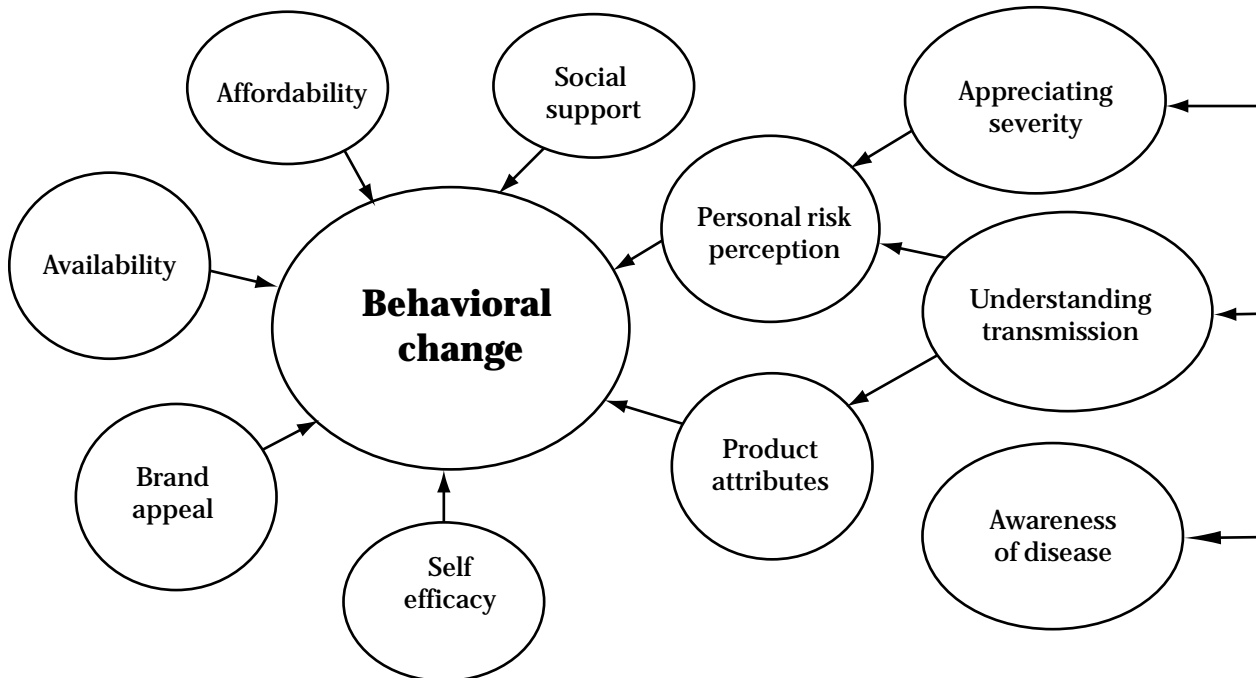 Affordability
Social
support
Appreciating
severity
Personal risk
perception
Availability
Behavioral
change
Understanding
transmission
Brand
appeal
Product
attributes
Self
efficacy
Awareness
of disease